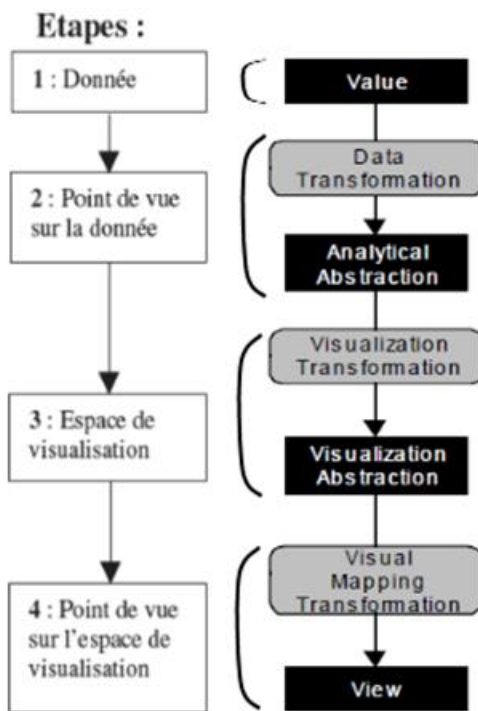 Etapes :
1 : Donnée
2 : Point de vue
sur la donnée
3 : Espace de
visualisation
4 : Point de vue
sur l'espace de
visualisation
Value
Data
Transformation
Analytical
Abstraction
Visualization
Transformation
Visualization
Abstraction
Visual
Mapping
Transformation
View